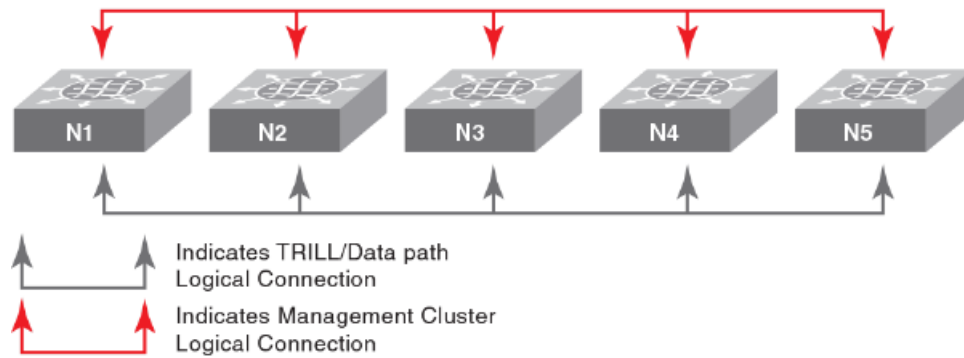 N1 N2 N3 N4 N5
Indicates TRILL/Data path
Logical Connection
Indicates Management Cluster
Logical Connection